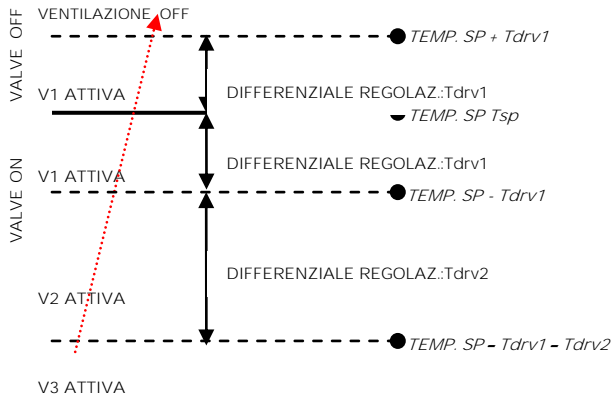 VENTILAZIONE OFF
VALVE OFF
TEMP. SP + Tdrv1
V1 ATTIVA
DIFFERENZIALE REGOLAZ.:Tdrv1
TEMP. SP Tsp
VALVE ON
V1 ATTIVA
DIFFERENZIALE REGOLAZ.:Tdrv1
TEMP. SP - Tdrv1
DIFFERENZIALE REGOLAZ.:Tdrv2
V2 ATTIVA
TEMP. SP – Tdrv1 – Tdrv2
V3 ATTIVA